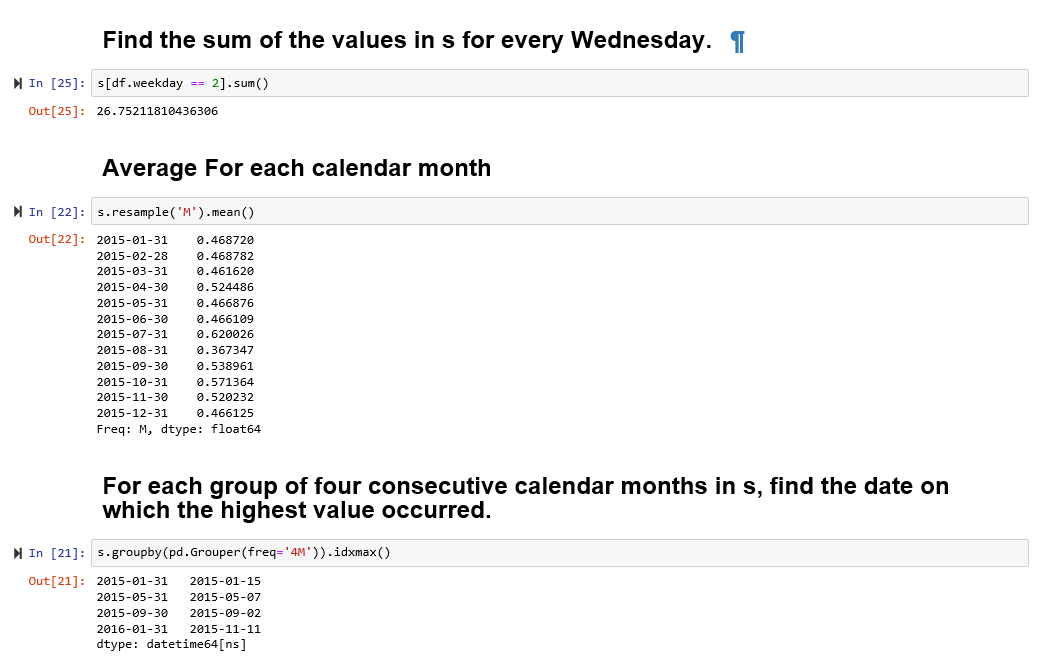 Find the sum of the values in s for every Wednesday. ¶
In [25]: s[df.weekday == 2].sum()
Out[25]: 26.75211810436306
Average For each calendar month
In [22]: s.resample('M').mean()
Out[22]: 2015-01-31    0.468720
2015-02-28    0.468782
2015-03-31    0.461620
2015-04-30    0.524486
2015-05-31    0.466876
2015-06-30    0.466109
2015-07-31    0.620026
2015-08-31    0.367347
2015-09-30    0.538961
2015-10-31    0.571364
2015-11-30    0.520232
2015-12-31    0.466125
Freq: M, dtype: float64
For each group of four consecutive calendar months in s, find the date on
which the highest value occurred.
In [21]: s.groupby(pd.Grouper(freq='4M')).idxmax()
Out[21]: 2015-01-31   2015-01-15
2015-05-31   2015-05-07
2015-09-30   2015-09-02
2016-01-31   2015-11-11
dtype: datetime64[ns]